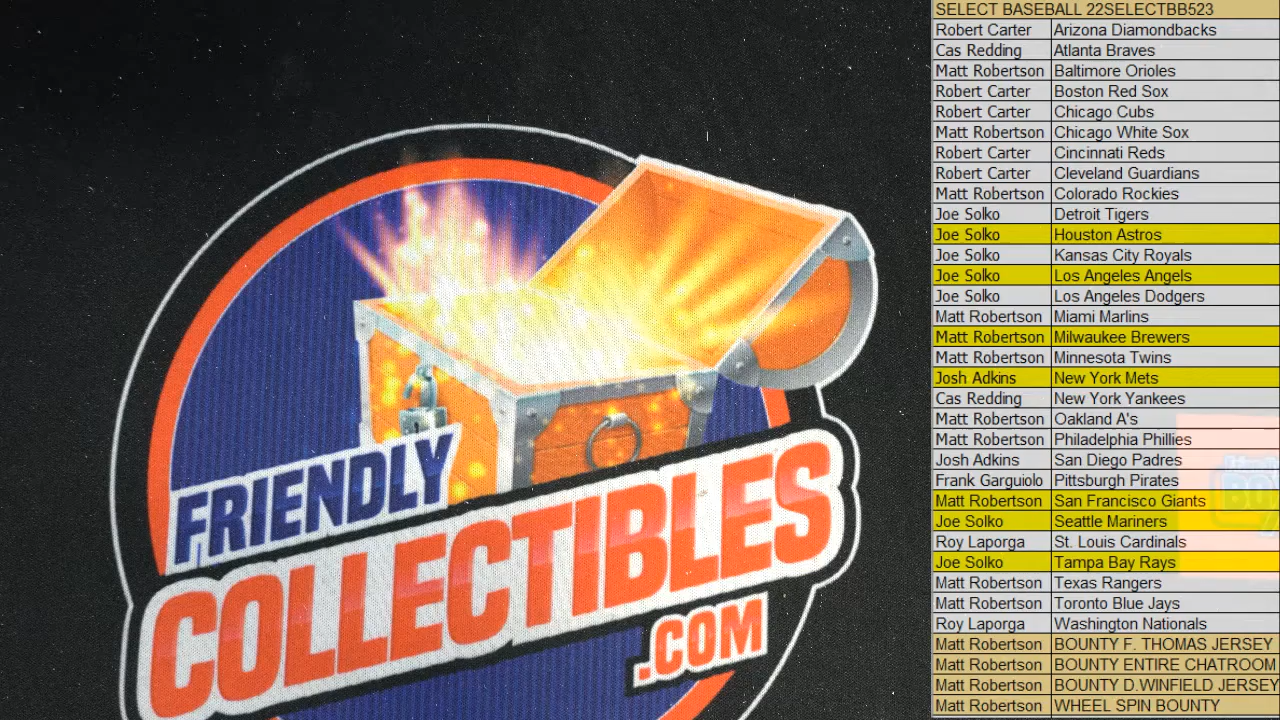 SELECT BASEBALL 22SELECTBB523
Robert Carter Arizona Diamondbacks
Cas Redding Atlanta Braves
Matt Robertson Baltimore Orioles
Robert Carter Boston Red Sox
Robert Carter Chicago Cubs
Matt Robertson Chicago White Sox
Robert Carter Cincinnati Reds
Robert Carter Cleveland Guardians
Matt Robertson Colorado Rockies
Joe Solko Detroit Tigers
Joe Solko Houston Astros
Joe Solko Kansas City Royals
Joe Solko Los Angeles Angels
Joe Solko Los Angeles Dodgers
Matt Robertson Miami Marlins
Matt Robertson Milwaukee Brewers
Matt Robertson Minnesota Twins
Josh Adkins New York Mets
Cas Redding New York Yankees
Matt Robertson Oakland A's
Matt Robertson Philadelphia Phillies
Josh Adkins San Diego Padres
Frank Garguiolo Pittsburgh Pirates
Matt Robertson San Francisco Giants
Joe Solko Seattle Mariners
Roy Laporga St. Louis Cardinals
Joe Solko Tampa Bay Rays
Matt Robertson Texas Rangers
Matt Robertson Toronto Blue Jays
Roy Laporga Washington Nationals
Matt Robertson BOUNTY F. THOMAS JERSEY
Matt Robertson BOUNTY ENTIRE CHATROOM
Matt Robertson BOUNTY D.WINFIELD JERSEY
Matt Robertson WHEEL SPIN BOUNTY
FRIENDLY
COLLECTIBLES
.COM